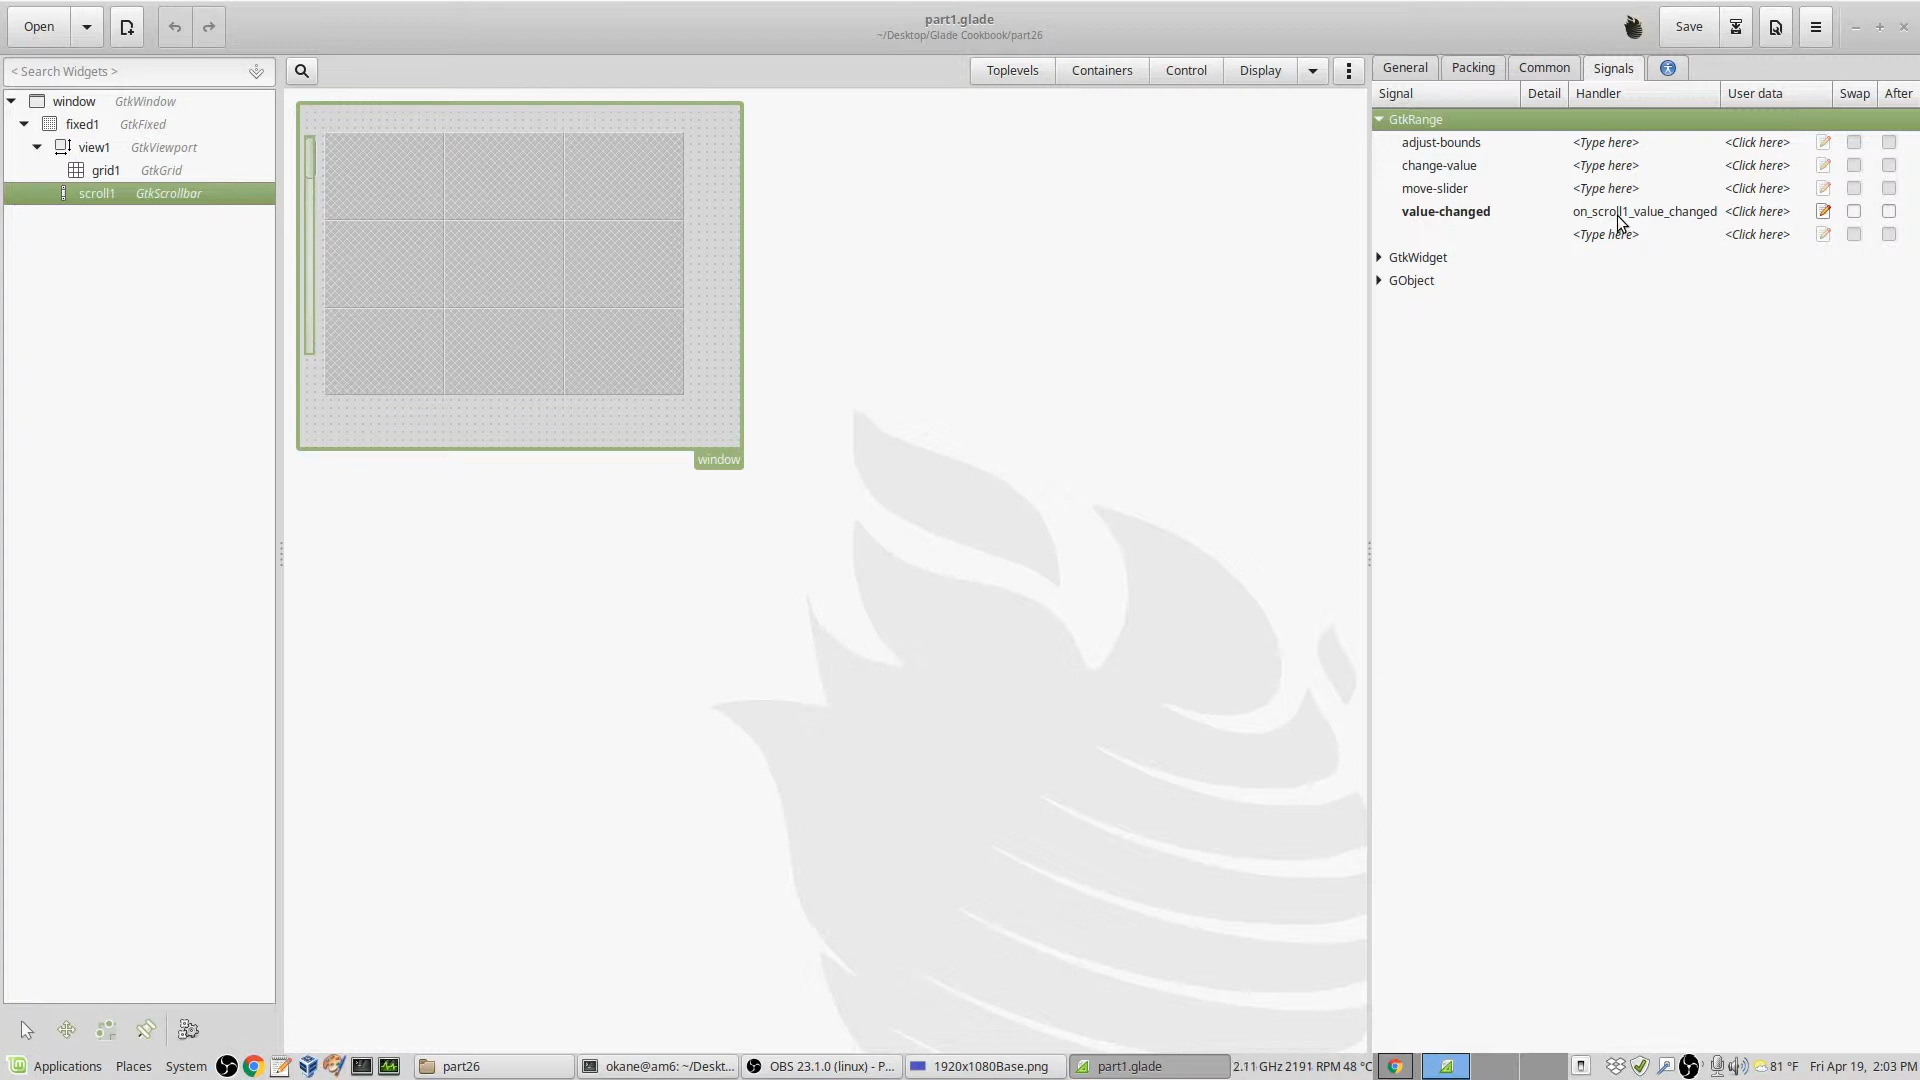 Open
part1.glade
~/Desktop/Glade Cookbook/part26
Save
< Search Widgets >
Toplevels
Containers
Control
Display
General
Packing
Common
Signals
Signal
Detail
Handler
User data
Swap
After
window GtkWindow
fixed1 GtkFixed
view1 GtkViewport
grid1 GtkGrid
scroll1 GtkScrollbar
window
GtkRange
adjust-bounds <Type here> <Click here>
change-value <Type here> <Click here>
move-slider <Type here> <Click here>
value-changed on_scroll1_value_changed <Click here>
<Type here> <Click here>
GtkWidget
GObject
Applications
Places
System
part26
okane@am6: ~/Deskt...
OBS 23.1.0 (linux) - P...
1920x1080Base.png
part1.glade
2.11 GHz 2191 RPM 48 °C
81 °F
Fri Apr 19, 2:03 PM